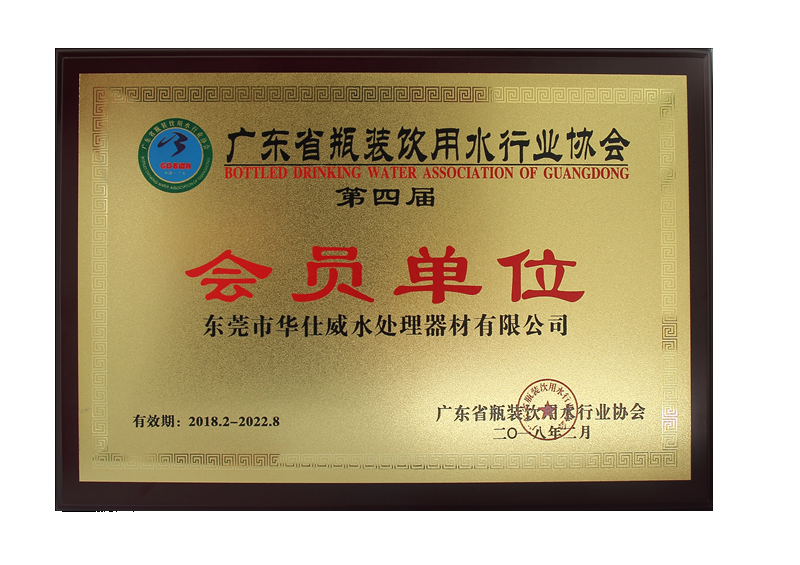 广东省瓶装饮用水行业协会
BOTTLED DRINKING WATER ASSOCIATION OF GUANGDONG
第四届
会员单位
东莞市华仕威水处理器材有限公司
有效期：2018.2-2022.8
广东省瓶装饮用水行业协会
二〇一八年二月